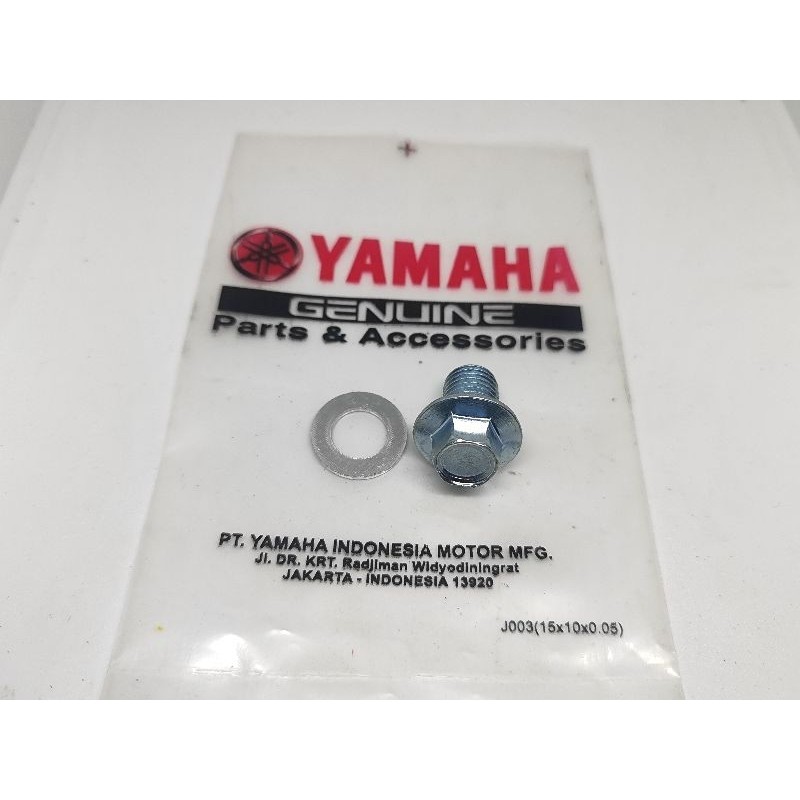 YAMAHA
GENUINE
Parts & Accessories
PT. YAMAHA INDONESIA MOTOR MFG.
Jl. DR. KRT. Radjiman Widyodiningrat
JAKARTA - INDONESIA 13920
J003(15x10x0.05)